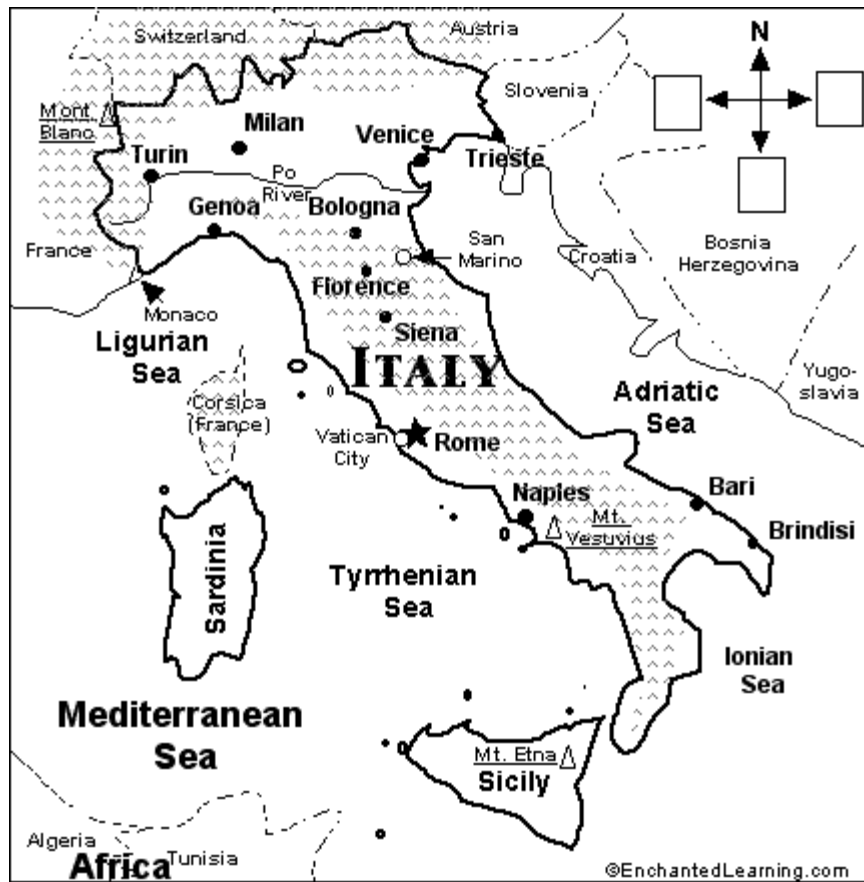 Switzerland
Austria
N
Slovenia
Mont
Blanc
Milan
Venice
Trieste
Turin
Po
River
Genoa
Bologna
San
Marino
Croatia
Bosnia
Herzegovina
France
Florence
Monaco
Siena
Ligurian
Sea
ITALY
Yugo-
slavia
Adriatic
Sea
Corsica
(France)
Vatican
City
Rome
Naples
Mt.
Vesuvius
Bari
Brindisi
Sardinia
Tyrrhenian
Sea
Ionian
Sea
Mediterranean
Sea
Mt. Etna
Sicily
Algeria
Tunisia
Africa
©EnchantedLearning.com